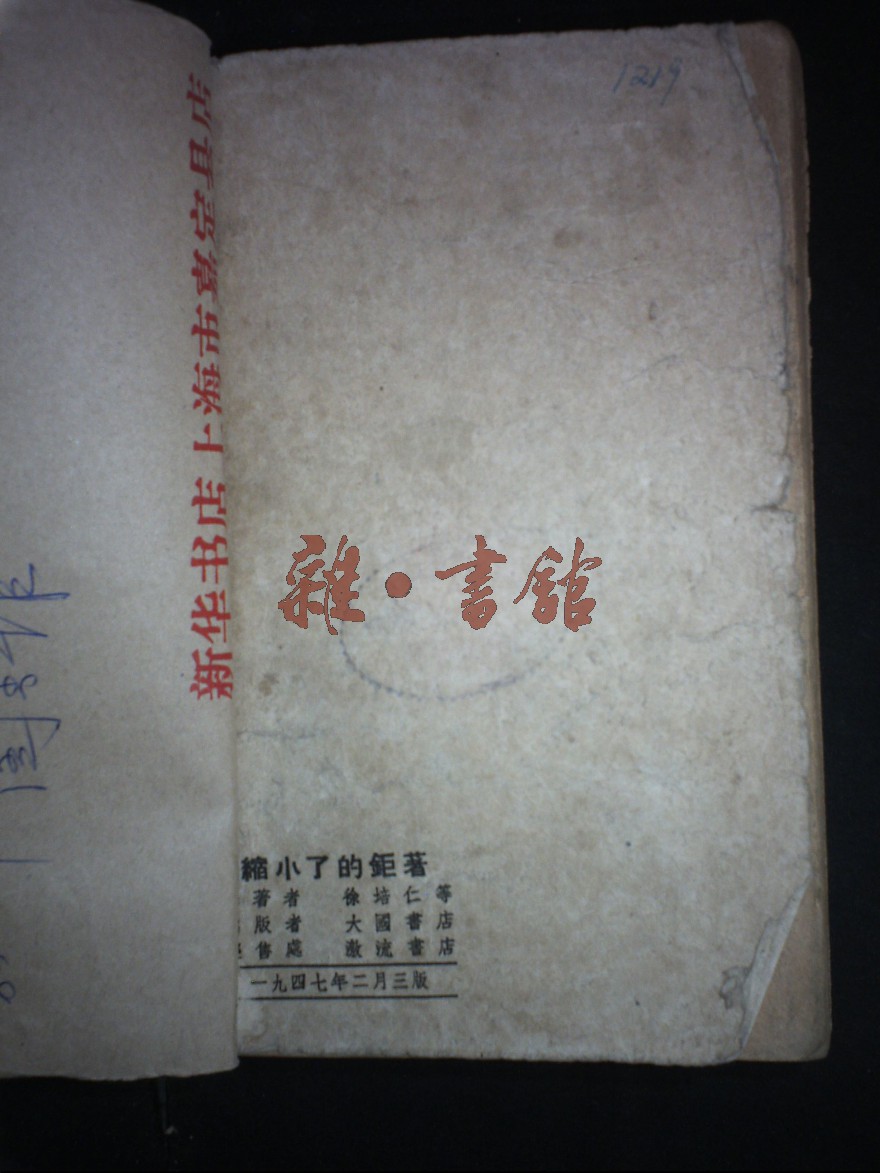 1219
新华书店上海市嘉定县店
雜·書館
縮小了的鉅著
著者 徐培仁等
版者 大國書店
售處 激流書店
一九四七年二月三版